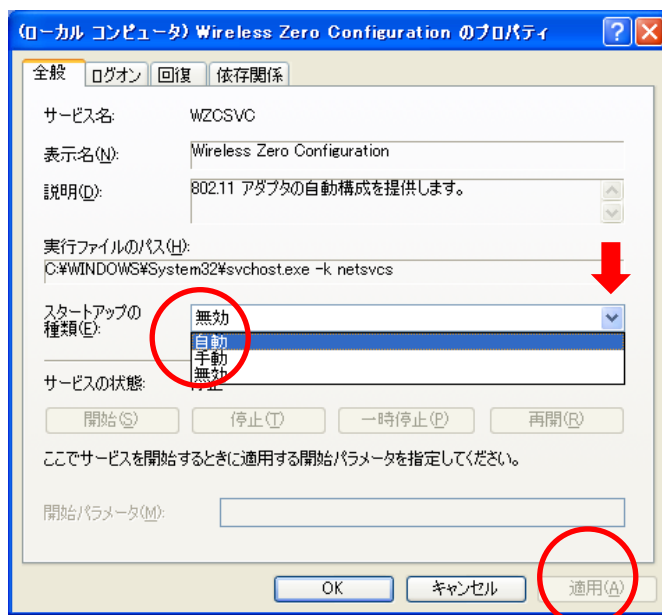 (ローカル コンピュータ) Wireless Zero Configuration のプロパティ
全般 ログオン 回復 依存関係
サービス名: WZCSVC
表示名(N): Wireless Zero Configuration
説明(D): 802.11 アダプタの自動構成を提供します。
実行ファイルのパス(H):
C:¥WINDOWS¥System32¥svchost.exe -k netsvcs
スタートアップの
種類(E):
無効
自動
手動
無効
サービスの状態: 停止
開始(S) 停止(T) 一時停止(P) 再開(R)
ここでサービスを開始するときに適用する開始パラメータを指定してください。
開始パラメータ(M):
OK キャンセル 適用(A)